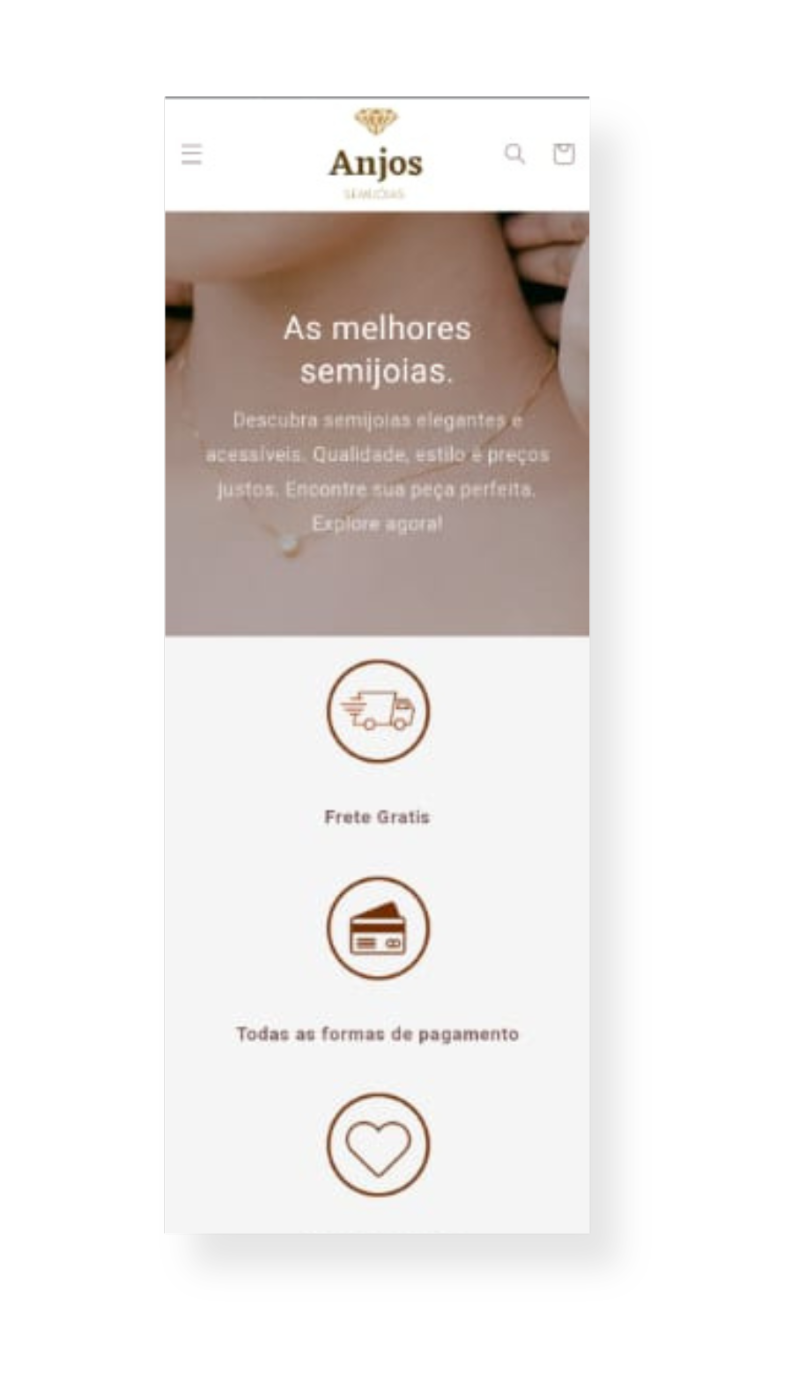 Anjos
SEMIJOIAS
As melhores
semijoias.
Descubra semijoias elegantes e
acessíveis. Qualidade, estilo e preços
justos. Encontre sua peça perfeita.
Explore agora!
Frete Gratis
Todas as formas de pagamento